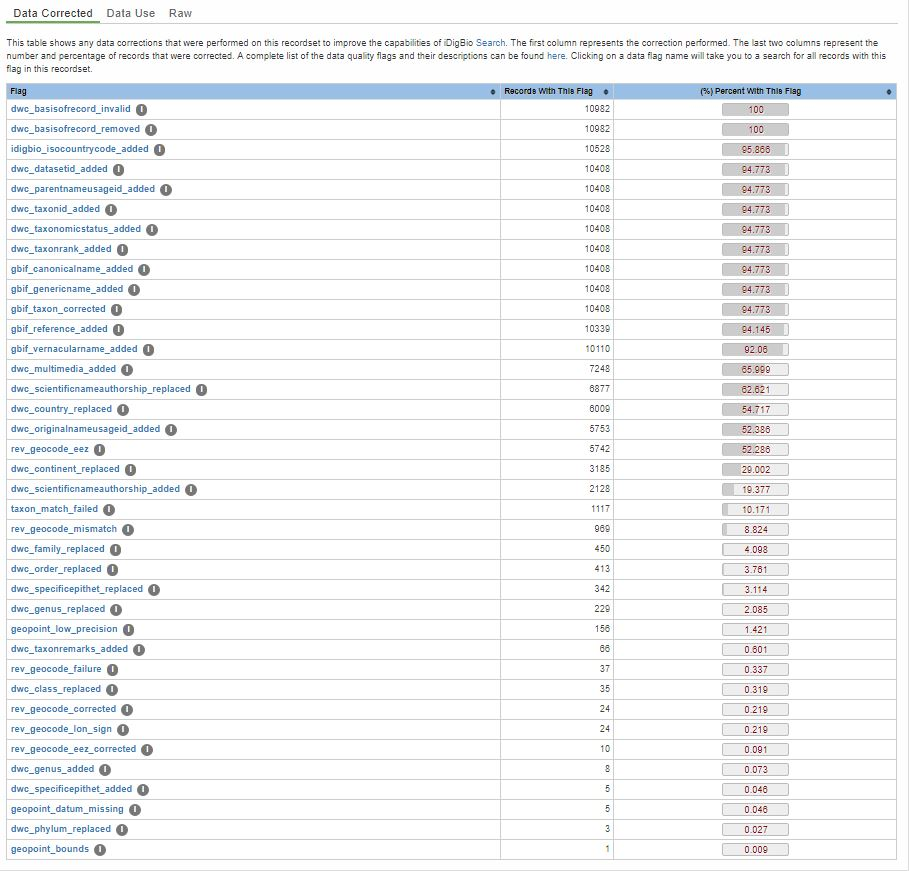 Data Corrected Data Use Raw
This table shows any data corrections that were performed on this recordset to improve the capabilities of iDigBio Search. The first column represents the correction performed. The last two columns represent the
number and percentage of records that were corrected. A complete list of the data quality flags and their descriptions can be found here. Clicking on a data flag name will take you to a search for all records with this
flag in this recordset.
Flag Records With This Flag (%) Percent With This Flag
dwc_basisofrecord_invalid 10982 100
dwc_basisofrecord_removed 10982 100
idigbio_isocountrycode_added 10528 95.866
dwc_datasetid_added 10408 94.773
dwc_parentnameusageid_added 10408 94.773
dwc_taxonid_added 10408 94.773
dwc_taxonomicstatus_added 10408 94.773
dwc_taxonrank_added 10408 94.773
gbif_canonicalname_added 10408 94.773
gbif_genericname_added 10408 94.773
gbif_taxon_corrected 10408 94.773
gbif_reference_added 10339 94.145
gbif_vernacularname_added 10110 92.06
dwc_multimedia_added 7248 65.999
dwc_scientificnameauthorship_replaced 6877 62.621
dwc_country_replaced 6009 54.717
dwc_originalnameusageid_added 5753 52.386
rev_geocode_eez 5742 52.286
dwc_continent_replaced 3185 29.002
dwc_scientificnameauthorship_added 2128 19.377
taxon_match_failed 1117 10.171
rev_geocode_mismatch 969 8.824
dwc_family_replaced 450 4.098
dwc_order_replaced 413 3.761
dwc_specificepithet_replaced 342 3.114
dwc_genus_replaced 229 2.085
geopoint_low_precision 156 1.421
dwc_taxonremarks_added 66 0.601
rev_geocode_failure 37 0.337
dwc_class_replaced 35 0.319
rev_geocode_corrected 24 0.219
rev_geocode_lon_sign 24 0.219
rev_geocode_eez_corrected 10 0.091
dwc_genus_added 8 0.073
dwc_specificepithet_added 5 0.046
geopoint_datum_missing 5 0.046
dwc_phylum_replaced 3 0.027
geopoint_bounds 1 0.009